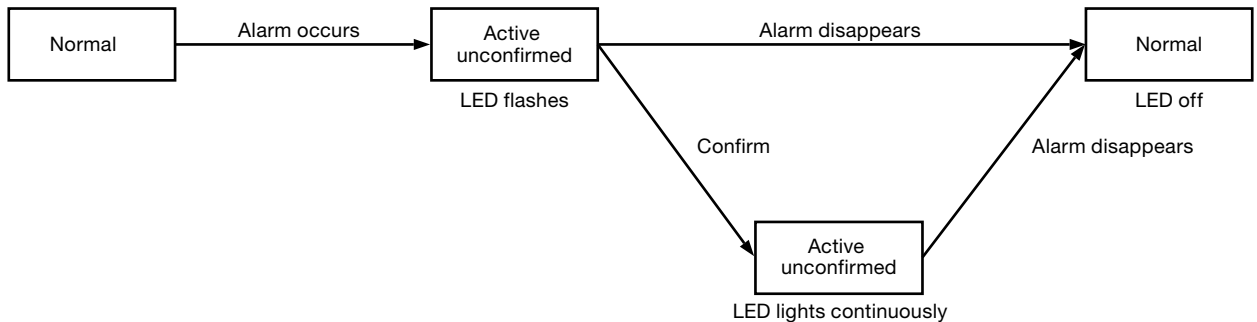 Normal
Alarm occurs
Active
unconfirmed
LED flashes
Alarm disappears
Normal
LED off
Confirm
Alarm disappears
Active
unconfirmed
LED lights continuously